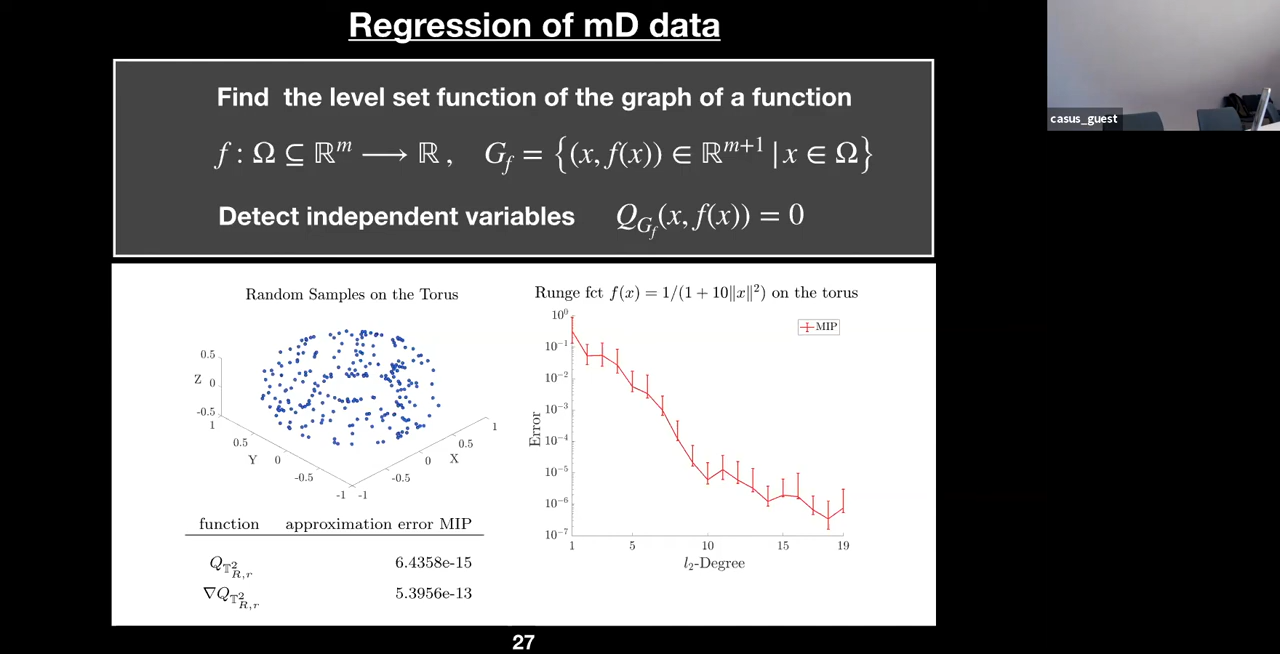 Regression of mD data
Find the level set function of the graph of a function
f : Ω ⊆ ℝᵐ ⟶ ℝ , G_f = {(x, f(x)) ∈ ℝᵐ⁺¹ | x ∈ Ω}
Detect independent variables Q_{G_f}(x, f(x)) = 0
casus_guest
Random Samples on the Torus
0.5
Z 0
-0.5
1
0.5
Y 0
-0.5
-1
-1
-0.5
0 X
0.5
1
function approximation error MIP
Q_{𝕋²_{R,r}} 6.4358e-15
∇Q_{𝕋²_{R,r}} 5.3956e-13
Runge fct f(x) = 1/(1 + 10‖x‖²) on the torus
MIP
Error
10⁰
10⁻¹
10⁻²
10⁻³
10⁻⁴
10⁻⁵
10⁻⁶
10⁻⁷
1 5 10 15 19
l₂-Degree
27